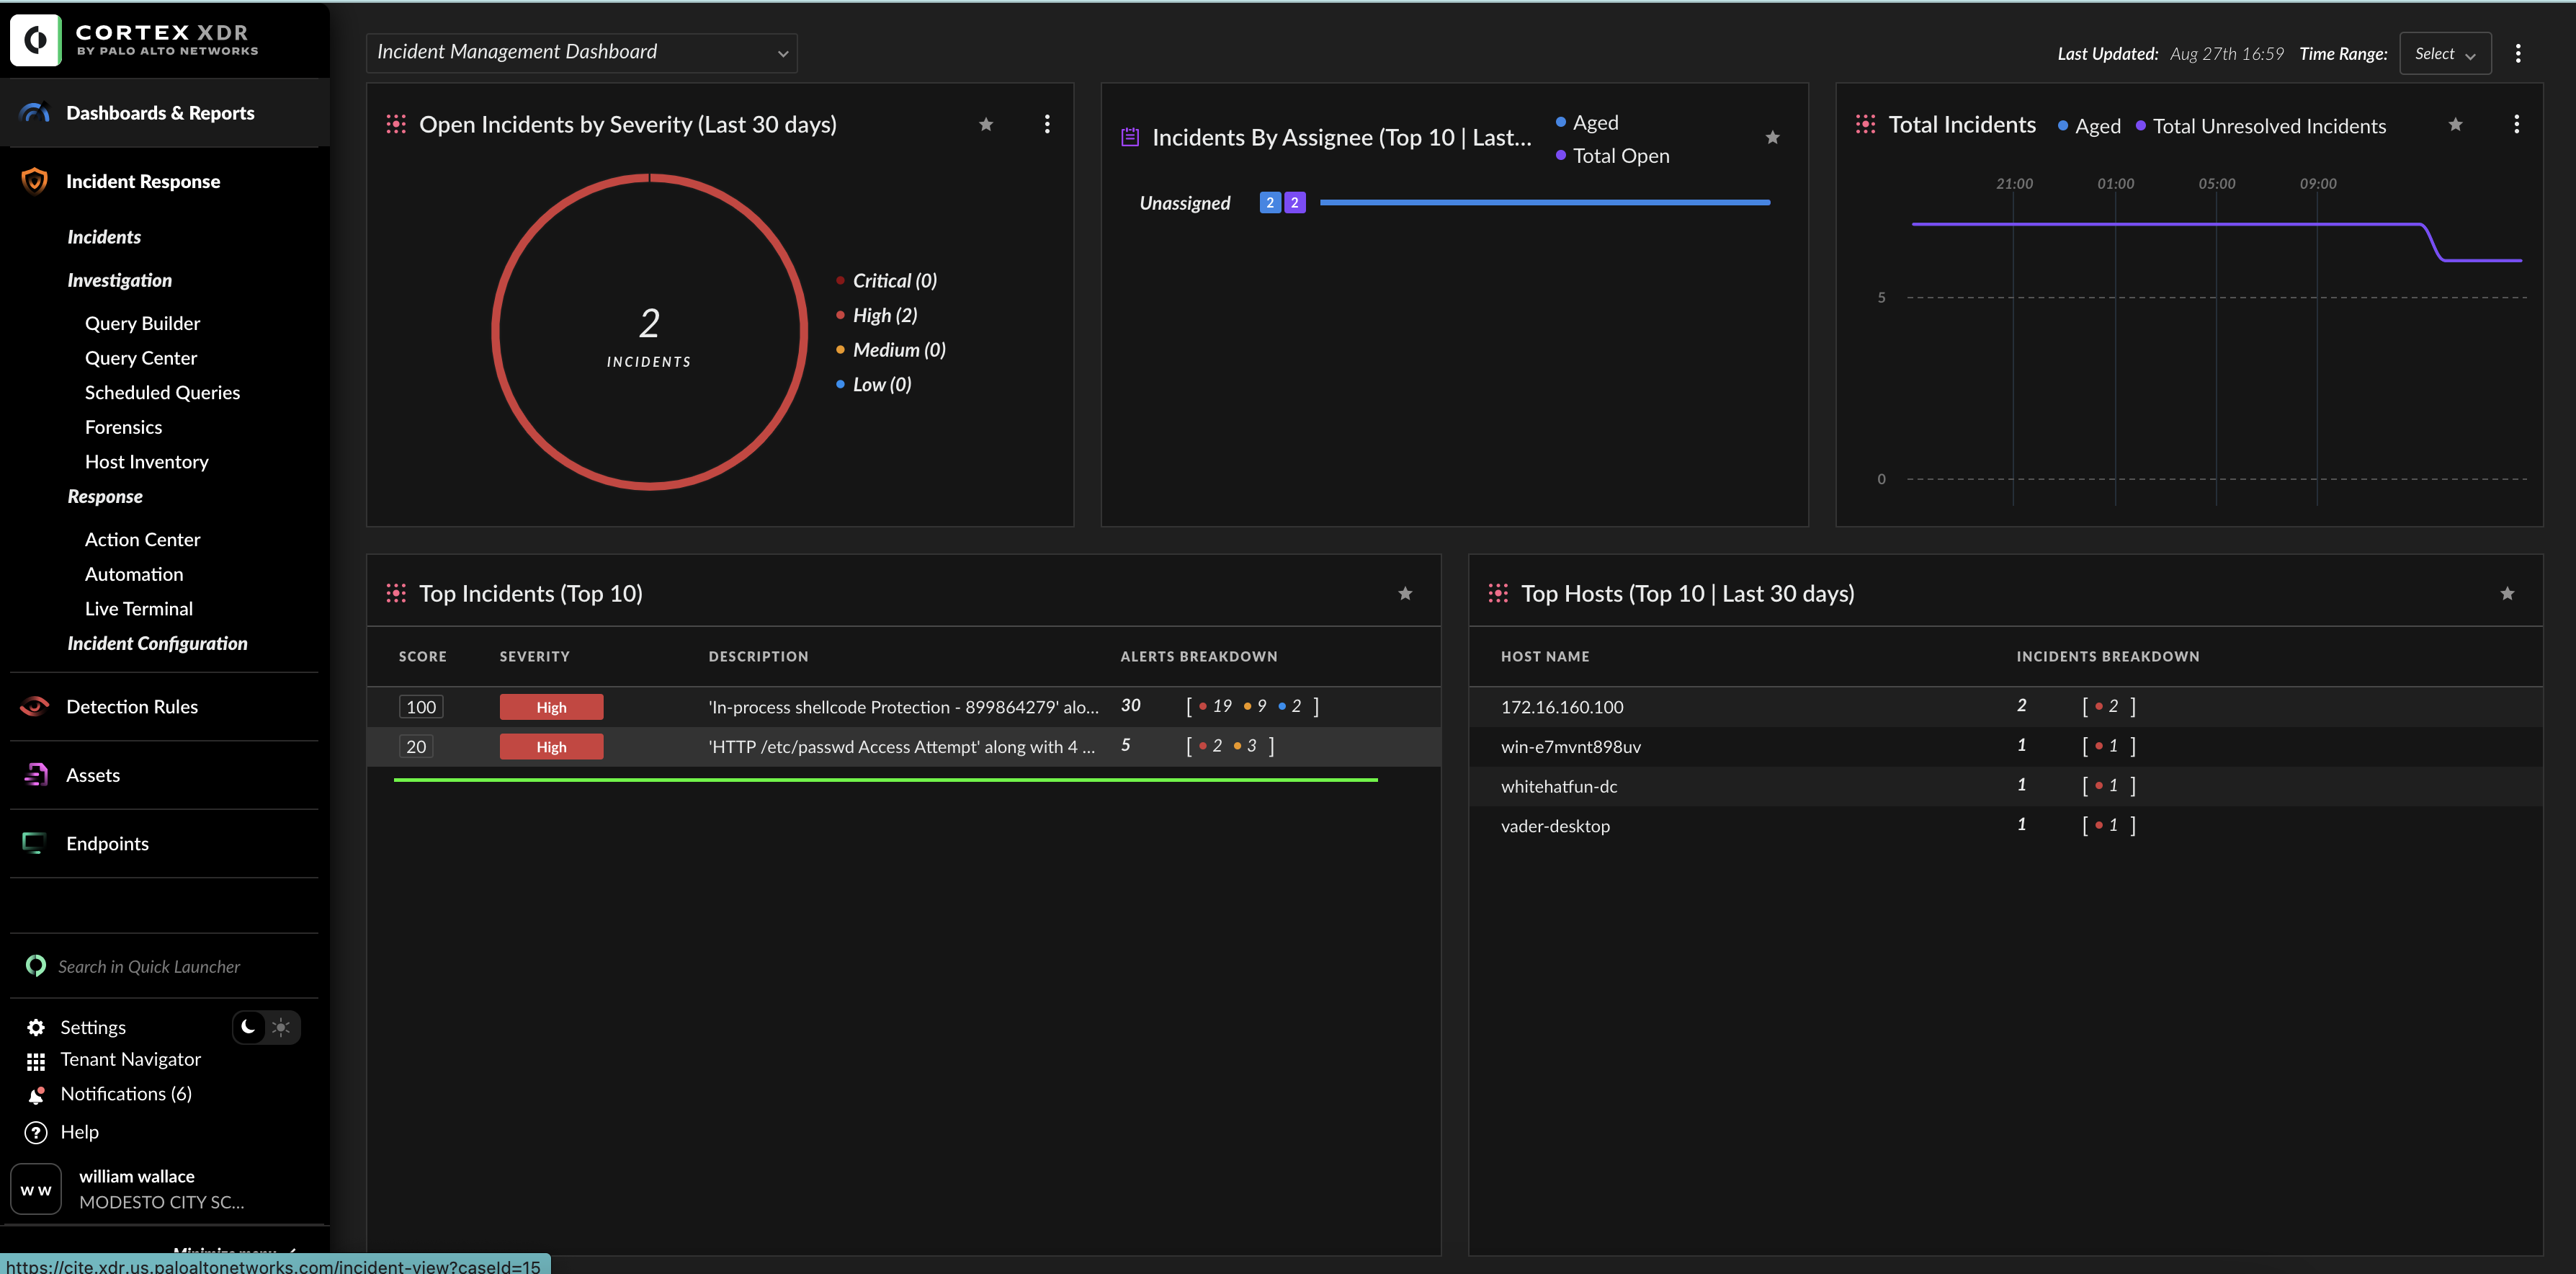 CORTEX XDR
BY PALO ALTO NETWORKS
Dashboards & Reports
Incident Response
Incidents
Investigation
Query Builder
Query Center
Scheduled Queries
Forensics
Host Inventory
Response
Action Center
Automation
Live Terminal
Incident Configuration
Detection Rules
Assets
Endpoints
Search in Quick Launcher
Settings
Tenant Navigator
Notifications (6)
Help
W W
william wallace
MODESTO CITY SC...
Minimize menu
https://cite.xdr.us.paloaltonetworks.com/incident-view?caseId=15
Incident Management Dashboard
Last Updated: Aug 27th 16:59 Time Range: Select
Open Incidents by Severity (Last 30 days)
2
INCIDENTS
Critical (0)
High (2)
Medium (0)
Low (0)
Incidents By Assignee (Top 10 | Last...
Aged
Total Open
Unassigned 2 2
Total Incidents Aged Total Unresolved Incidents
21:00 01:00 05:00 09:00
5
0
Top Incidents (Top 10)
SCORE SEVERITY DESCRIPTION ALERTS BREAKDOWN
100 High 'In-process shellcode Protection - 899864279' alo... 30 [ 19 9 2 ]
20 High 'HTTP /etc/passwd Access Attempt' along with 4 ... 5 [ 2 3 ]
Top Hosts (Top 10 | Last 30 days)
HOST NAME INCIDENTS BREAKDOWN
172.16.160.100 2 [ 2 ]
win-e7mvnt898uv 1 [ 1 ]
whitehatfun-dc 1 [ 1 ]
vader-desktop 1 [ 1 ]